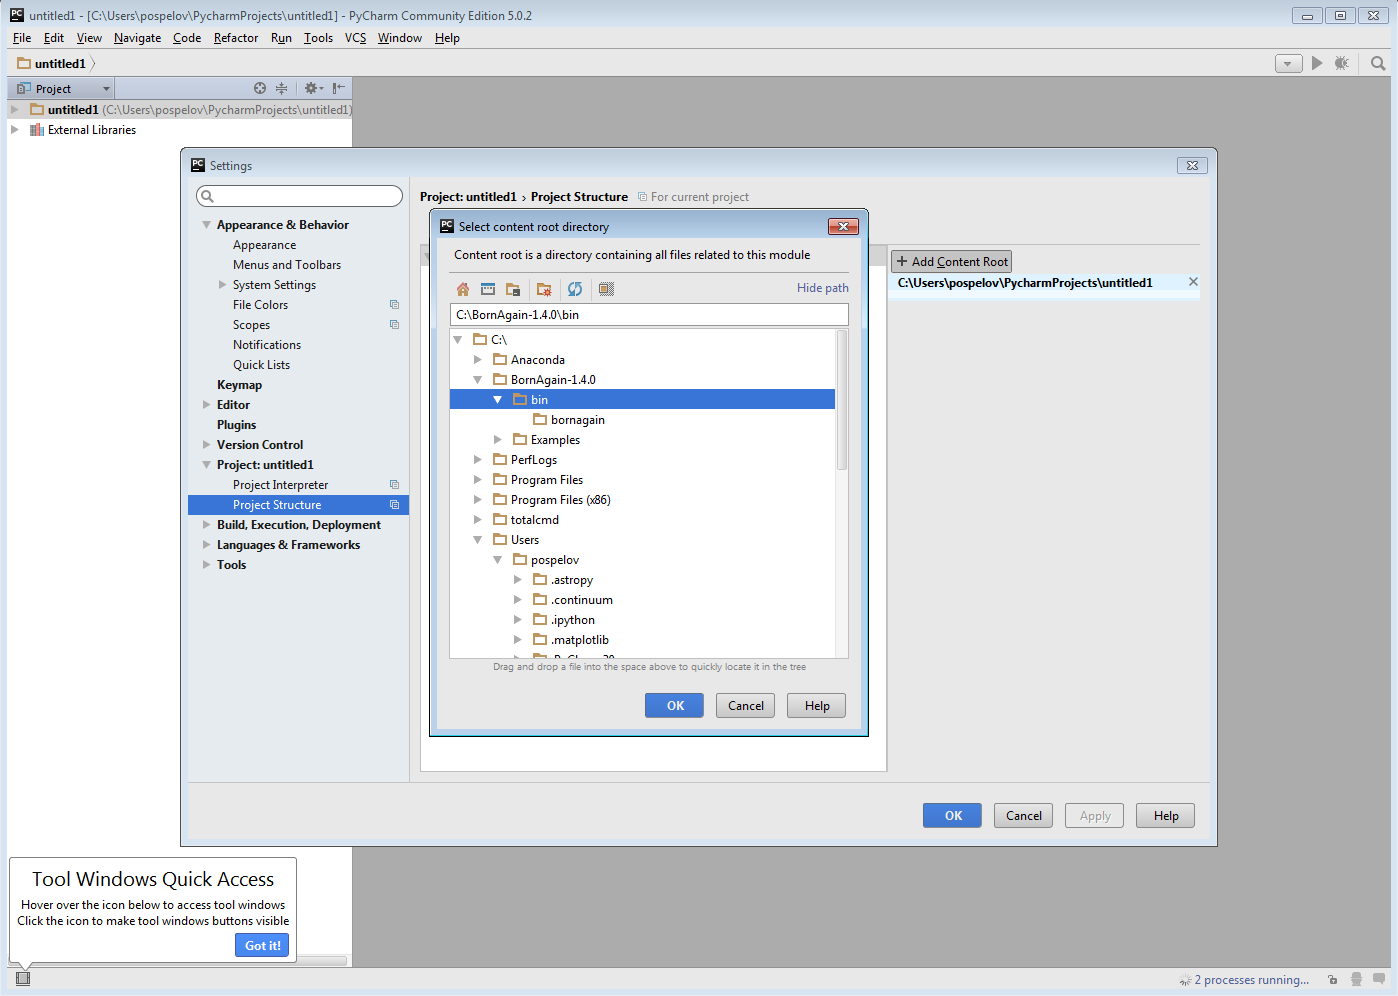 untitled1 - [C:\Users\pospelov\PycharmProjects\untitled1] - PyCharm Community Edition 5.0.2
File Edit View Navigate Code Refactor Run Tools VCS Window Help
untitled1
Project
untitled1 (C:\Users\pospelov\PycharmProjects\untitled1)
External Libraries
PC Settings
Appearance & Behavior
Appearance
Menus and Toolbars
System Settings
File Colors
Scopes
Notifications
Quick Lists
Keymap
Editor
Plugins
Version Control
Project: untitled1
Project Interpreter
Project Structure
Build, Execution, Deployment
Languages & Frameworks
Tools
Project: untitled1 › Project Structure For current project
+ Add Content Root
C:\Users\pospelov\PycharmProjects\untitled1
PC Select content root directory
Content root is a directory containing all files related to this module
Hide path
C:\BornAgain-1.4.0\bin
C:\
Anaconda
BornAgain-1.4.0
bin
bornagain
Examples
PerfLogs
Program Files
Program Files (x86)
totalcmd
Users
pospelov
.astropy
.continuum
.ipython
.matplotlib
Drag and drop a file into the space above to quickly locate it in the tree
OK Cancel Help
OK Cancel Apply Help
Tool Windows Quick Access
Hover over the icon below to access tool windows
Click the icon to make tool windows buttons visible
Got it!
2 processes running...